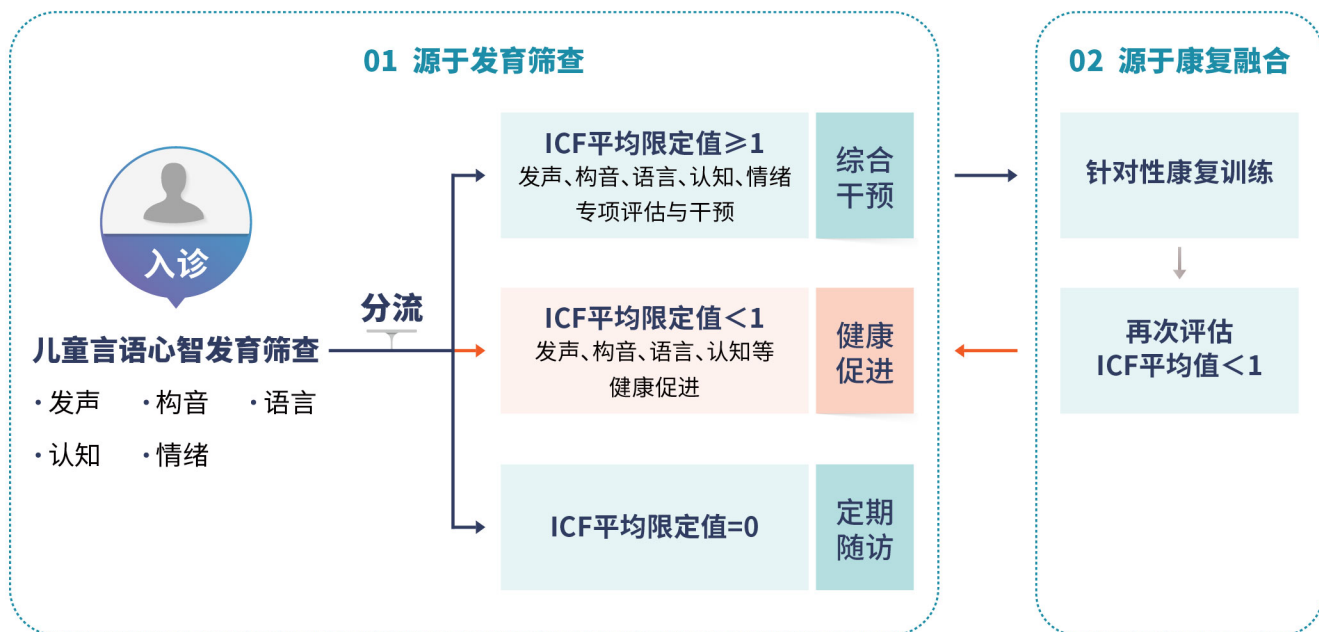 01 源于发育筛查
入诊
儿童言语心智发育筛查
·发声 ·构音 ·语言
·认知 ·情绪
分流
ICF平均限定值≥1
发声、构音、语言、认知、情绪
专项评估与干预
综合
干预
ICF平均限定值＜1
发声、构音、语言、认知等
健康促进
健康
促进
ICF平均限定值=0
定期
随访
02 源于康复融合
针对性康复训练
再次评估
ICF平均值＜1